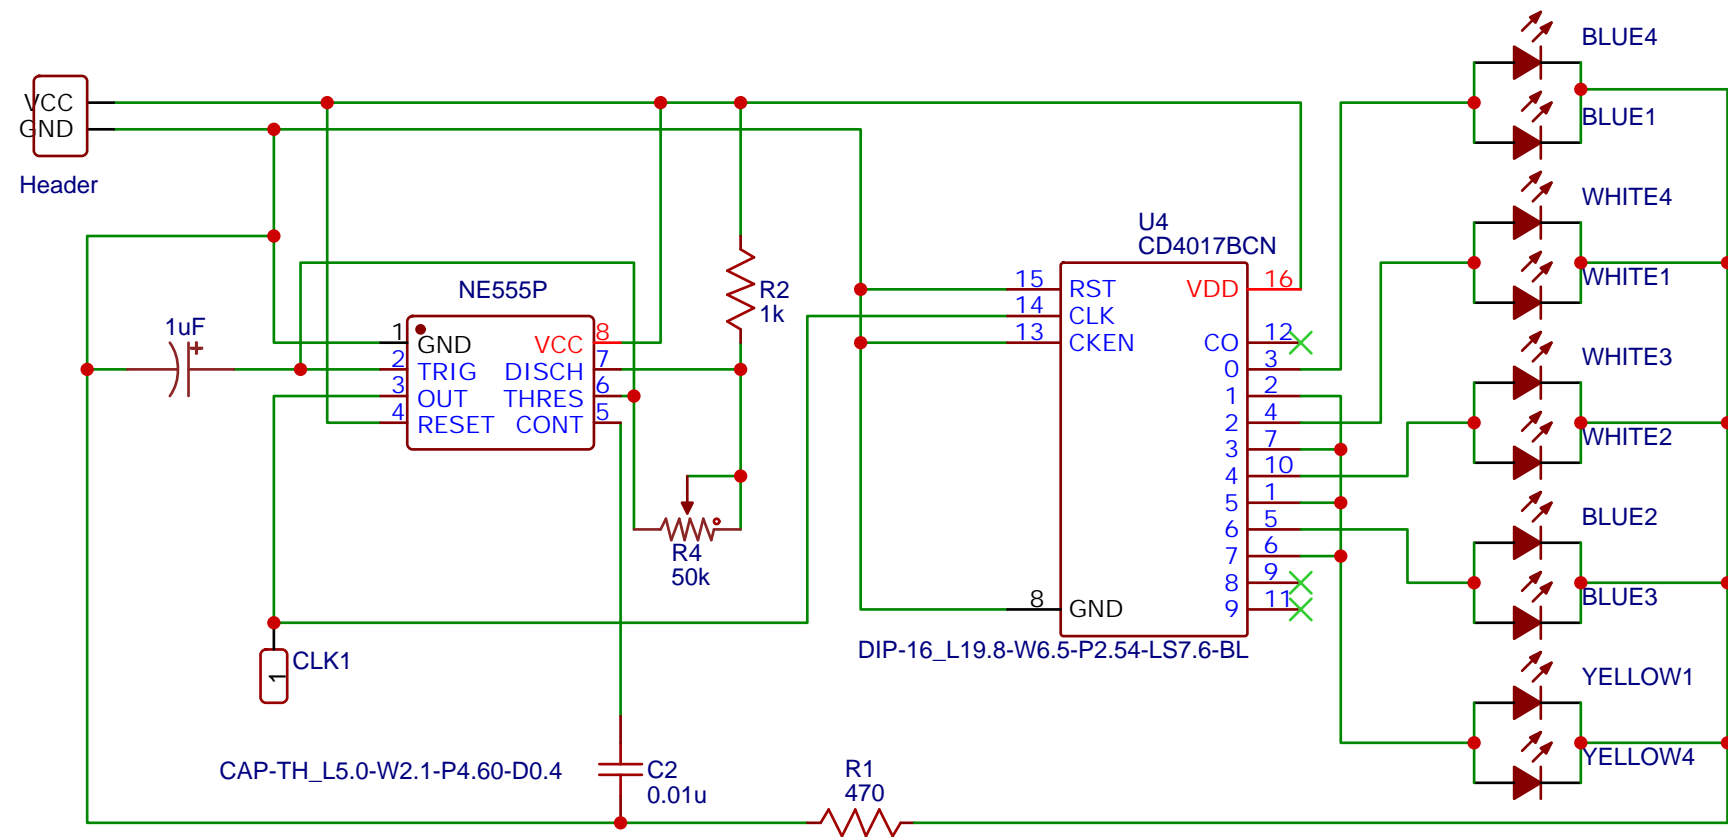 VCC
GND
Header
1uF
NE555P
1
GND
2
TRIG
3
OUT
4
RESET
VCC
8
DISCH
7
THRES
6
CONT
5
R2
1k
R4
50k
CLK1
1
CAP-TH_L5.0-W2.1-P4.60-D0.4
C2
0.01u
R1
470
U4
CD4017BCN
15
RST
14
CLK
13
CKEN
8
GND
VDD
16
CO
12
0
3
1
2
2
4
3
7
4
10
5
1
6
5
7
6
8
9
9
11
DIP-16_L19.8-W6.5-P2.54-LS7.6-BL
BLUE4
BLUE1
WHITE4
WHITE1
WHITE3
WHITE2
BLUE2
BLUE3
YELLOW1
YELLOW4